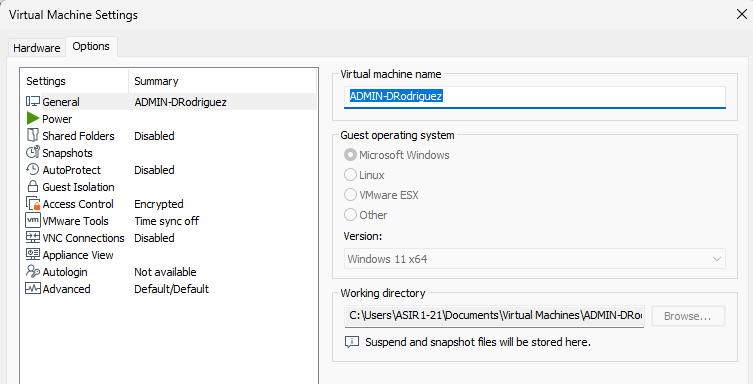 Virtual Machine Settings
Hardware Options
Settings Summary
General ADMIN-DRodriguez
Power
Shared Folders Disabled
Snapshots
AutoProtect Disabled
Guest Isolation
Access Control Encrypted
vm VMware Tools Time sync off
VNC Connections Disabled
Appliance View
Autologin Not available
Advanced Default/Default
Virtual machine name
ADMIN-DRodriguez
Guest operating system
Microsoft Windows
Linux
VMware ESX
Other
Version:
Windows 11 x64
Working directory
C:\Users\ASIR1-21\Documents\Virtual Machines\ADMIN-DRo
Browse...
Suspend and snapshot files will be stored here.